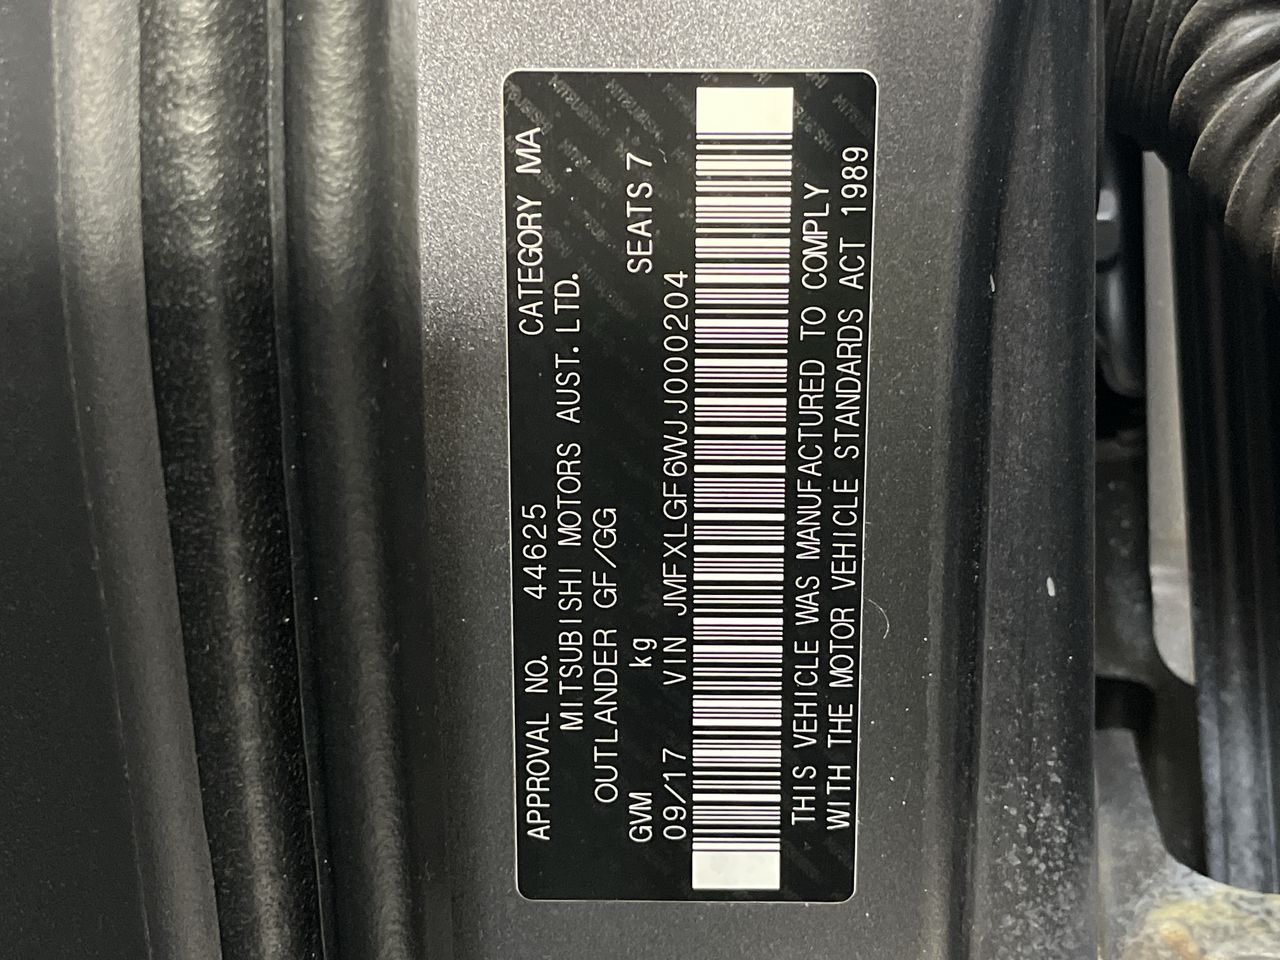 APPROVAL NO. 44625 CATEGORY MA
MITSUBISHI MOTORS AUST. LTD.
OUTLANDER GF/GG
GVM kg SEATS 7
09/17 VIN JMFXLGF6WJJ000204
THIS VEHICLE WAS MANUFACTURED TO COMPLY
WITH THE MOTOR VEHICLE STANDARDS ACT 1989